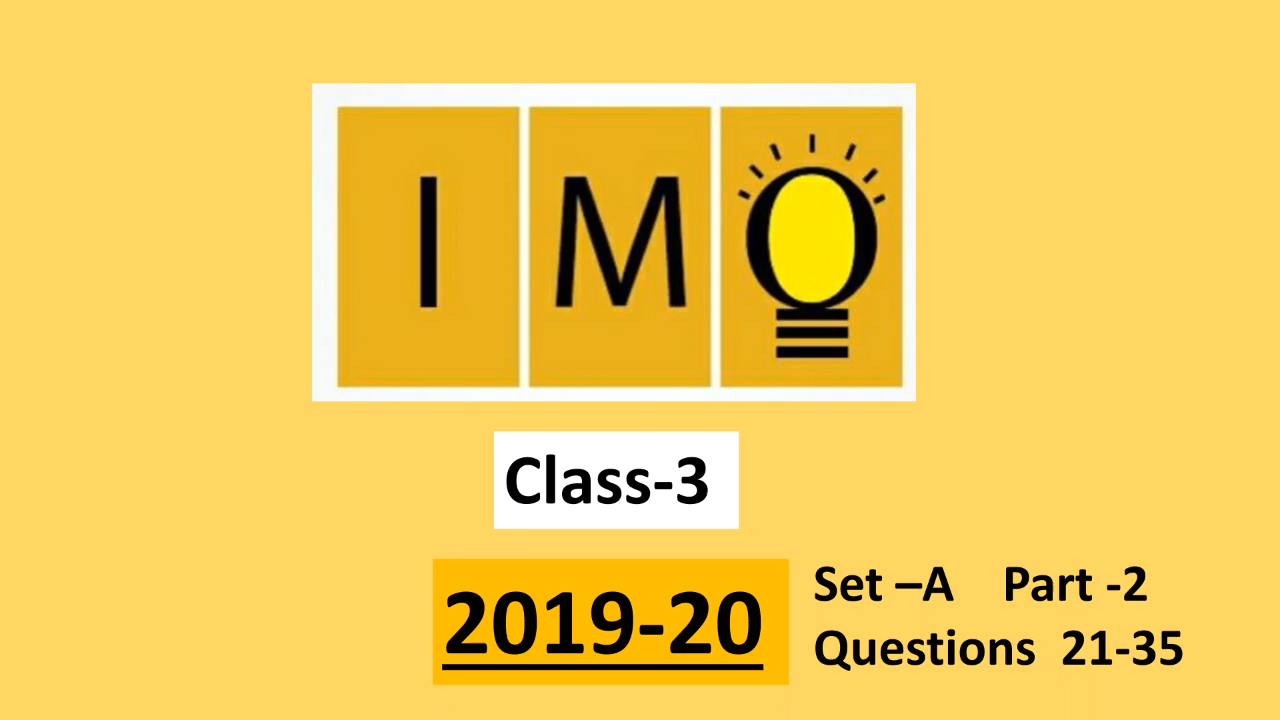 IMO
Class-3
2019-20
Set –A Part -2
Questions 21-35